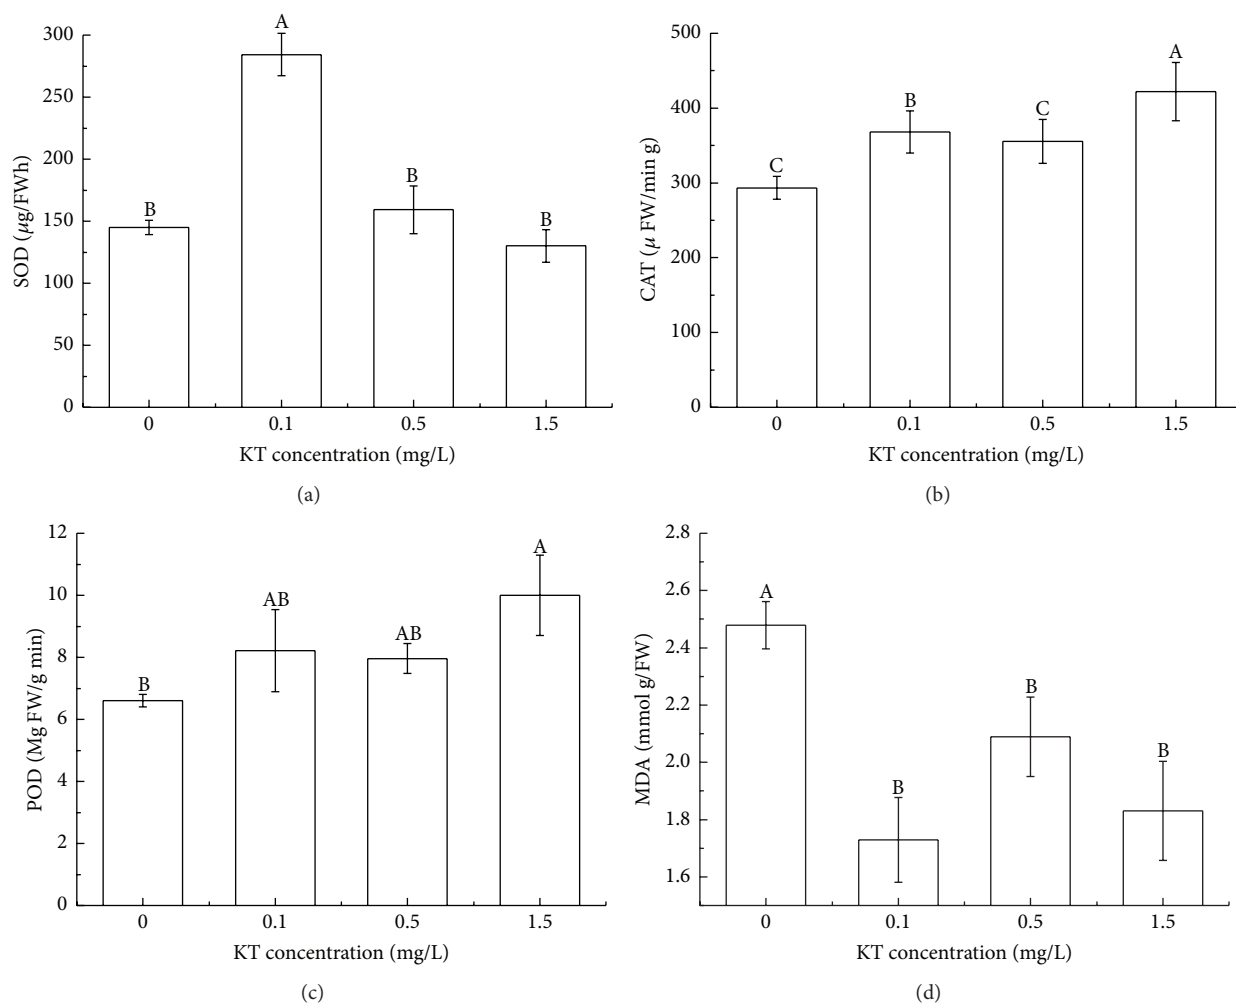 A
B
B
B
300
250
200
150
100
50
0
SOD (μg/FWh)
0 0.1 0.5 1.5
KT concentration (mg/L)
(a)
C
B
C
A
500
400
300
200
100
0
CAT (μ FW/min g)
0 0.1 0.5 1.5
KT concentration (mg/L)
(b)
B
AB
AB
A
12
10
8
6
4
2
0
POD (Mg FW/g min)
0 0.1 0.5 1.5
KT concentration (mg/L)
(c)
A
B
B
B
2.8
2.6
2.4
2.2
2.0
1.8
1.6
MDA (mmol g/FW)
0 0.1 0.5 1.5
KT concentration (mg/L)
(d)